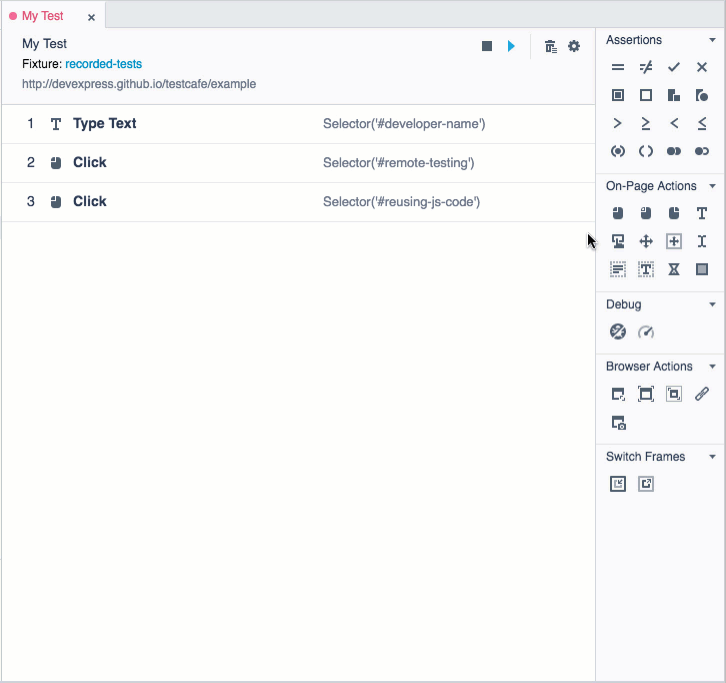 My Test
My Test
Fixture: recorded-tests
http://devexpress.github.io/testcafe/example
1 Type Text Selector('#developer-name')
2 Click Selector('#remote-testing')
3 Click Selector('#reusing-js-code')
Assertions
On-Page Actions
Debug
Browser Actions
Switch Frames